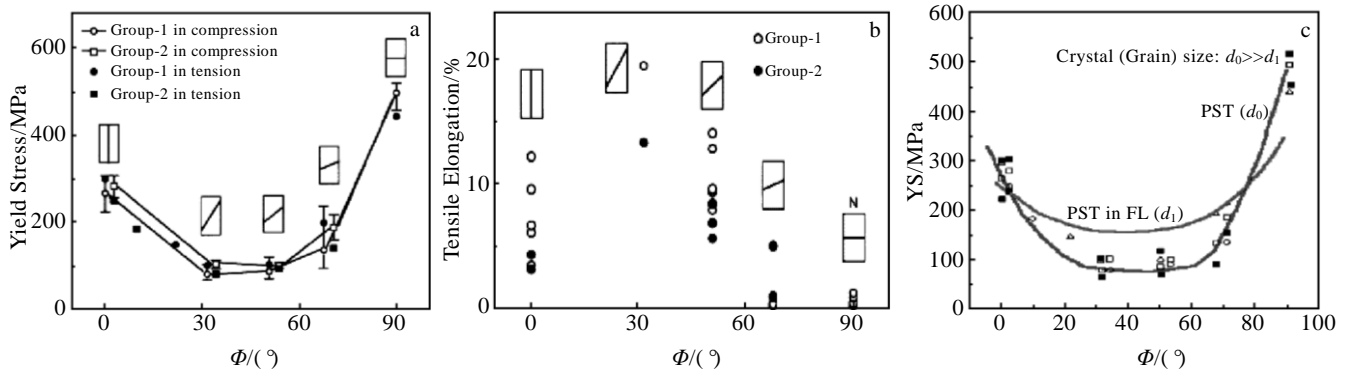 a
Group-1 in compression
Group-2 in compression
Group-1 in tension
Group-2 in tension
Yield Stress/MPa
600
400
200
0
0
30
60
90
Φ/(°)
b
Group-1
Group-2
Tensile Elongation/%
20
10
0
N
0
30
60
90
Φ/(°)
c
Crystal (Grain) size: d0>>d1
PST (d0)
PST in FL (d1)
YS/MPa
600
500
400
300
200
100
0
0
20
40
60
80
100
Φ/(°)